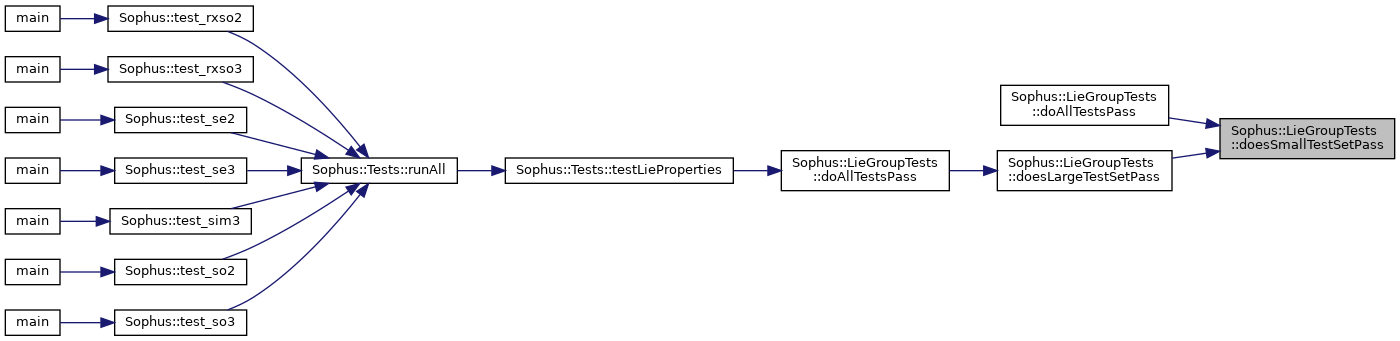 main
Sophus::test_rxso2
main
Sophus::test_rxso3
main
Sophus::test_se2
main
Sophus::test_se3
main
Sophus::test_sim3
main
Sophus::test_so2
main
Sophus::test_so3
Sophus::Tests::runAll
Sophus::Tests::testLieProperties
Sophus::LieGroupTests
::doAllTestsPass
Sophus::LieGroupTests
::doAllTestsPass
Sophus::LieGroupTests
::doesLargeTestSetPass
Sophus::LieGroupTests
::doesSmallTestSetPass